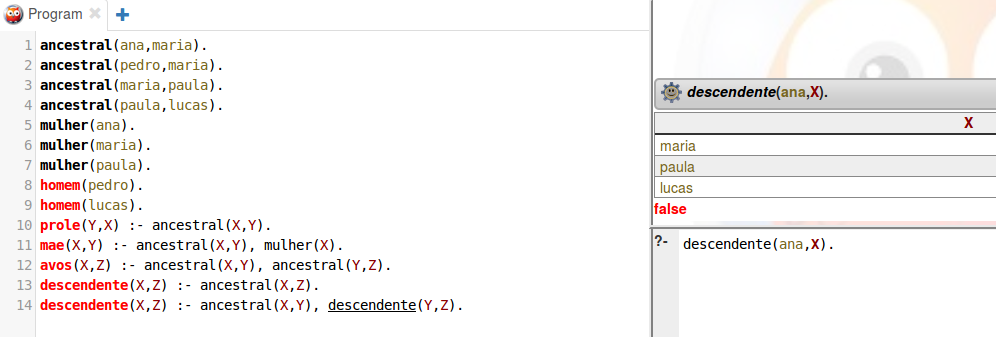 Program
1 ancestral(ana,maria).
2 ancestral(pedro,maria).
3 ancestral(maria,paula).
4 ancestral(paula,lucas).
5 mulher(ana).
6 mulher(maria).
7 mulher(paula).
8 homem(pedro).
9 homem(lucas).
10 prole(Y,X) :- ancestral(X,Y).
11 mae(X,Y) :- ancestral(X,Y), mulher(X).
12 avos(X,Z) :- ancestral(X,Y), ancestral(Y,Z).
13 descendente(X,Z) :- ancestral(X,Z).
14 descendente(X,Z) :- ancestral(X,Y), descendente(Y,Z).
descendente(ana,X).
X
maria
paula
lucas
false
?- descendente(ana,X).